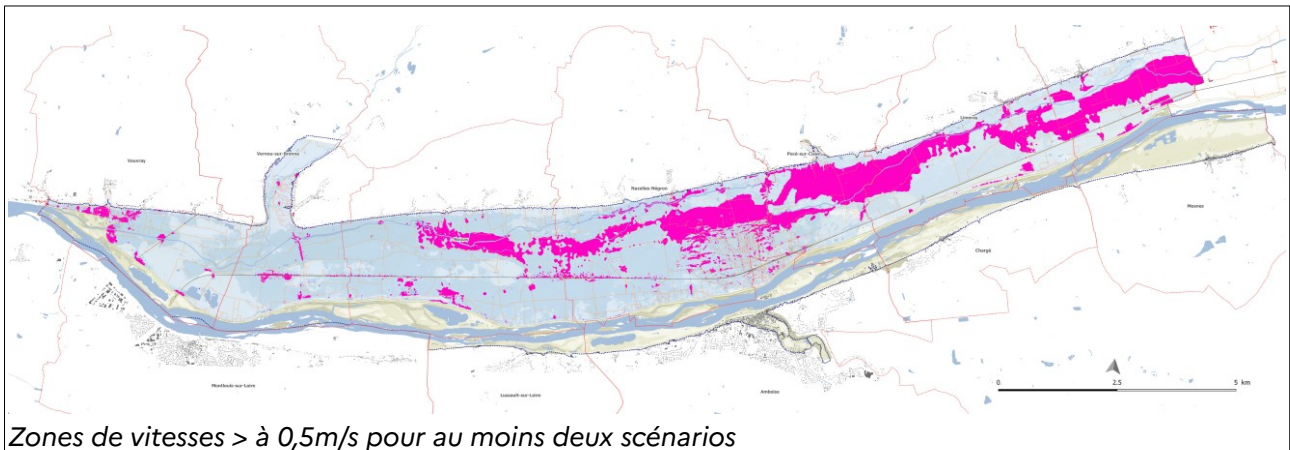 Vouvray
Vernou-sur-Brenne
Nazelles-Négron
Pocé-sur-Cisse
Limeray
Mosnes
Chargé
Montlouis-sur-Loire
Lussault-sur-Loire
Amboise
0 2.5 5 km
Zones de vitesses > à 0,5m/s pour au moins deux scénarios